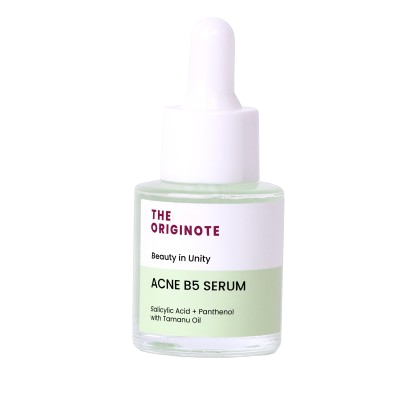 THE
ORIGINOTE
Beauty in Unity
ACNE B5 SERUM
Salicylic Acid + Panthenol
with Tamanu Oil